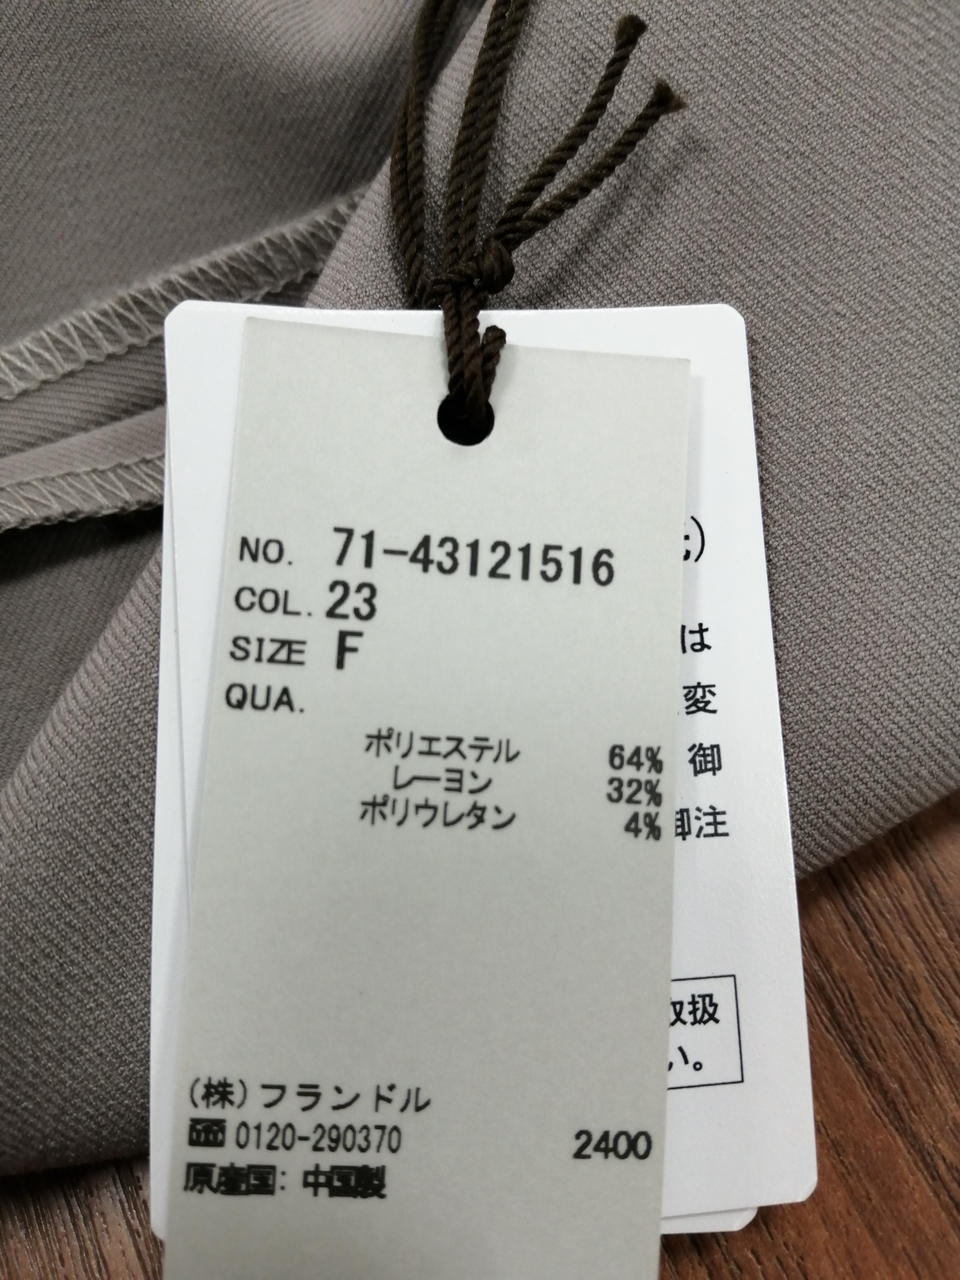 NO. 71-43121516
COL. 23
SIZE F
QUA.
ポリエステル 64%
レーヨン 32%
ポリウレタン 4%
(株)フランドル
0120-290370 2400
原産国: 中国製
)
は
変
御
御注
取扱
い。